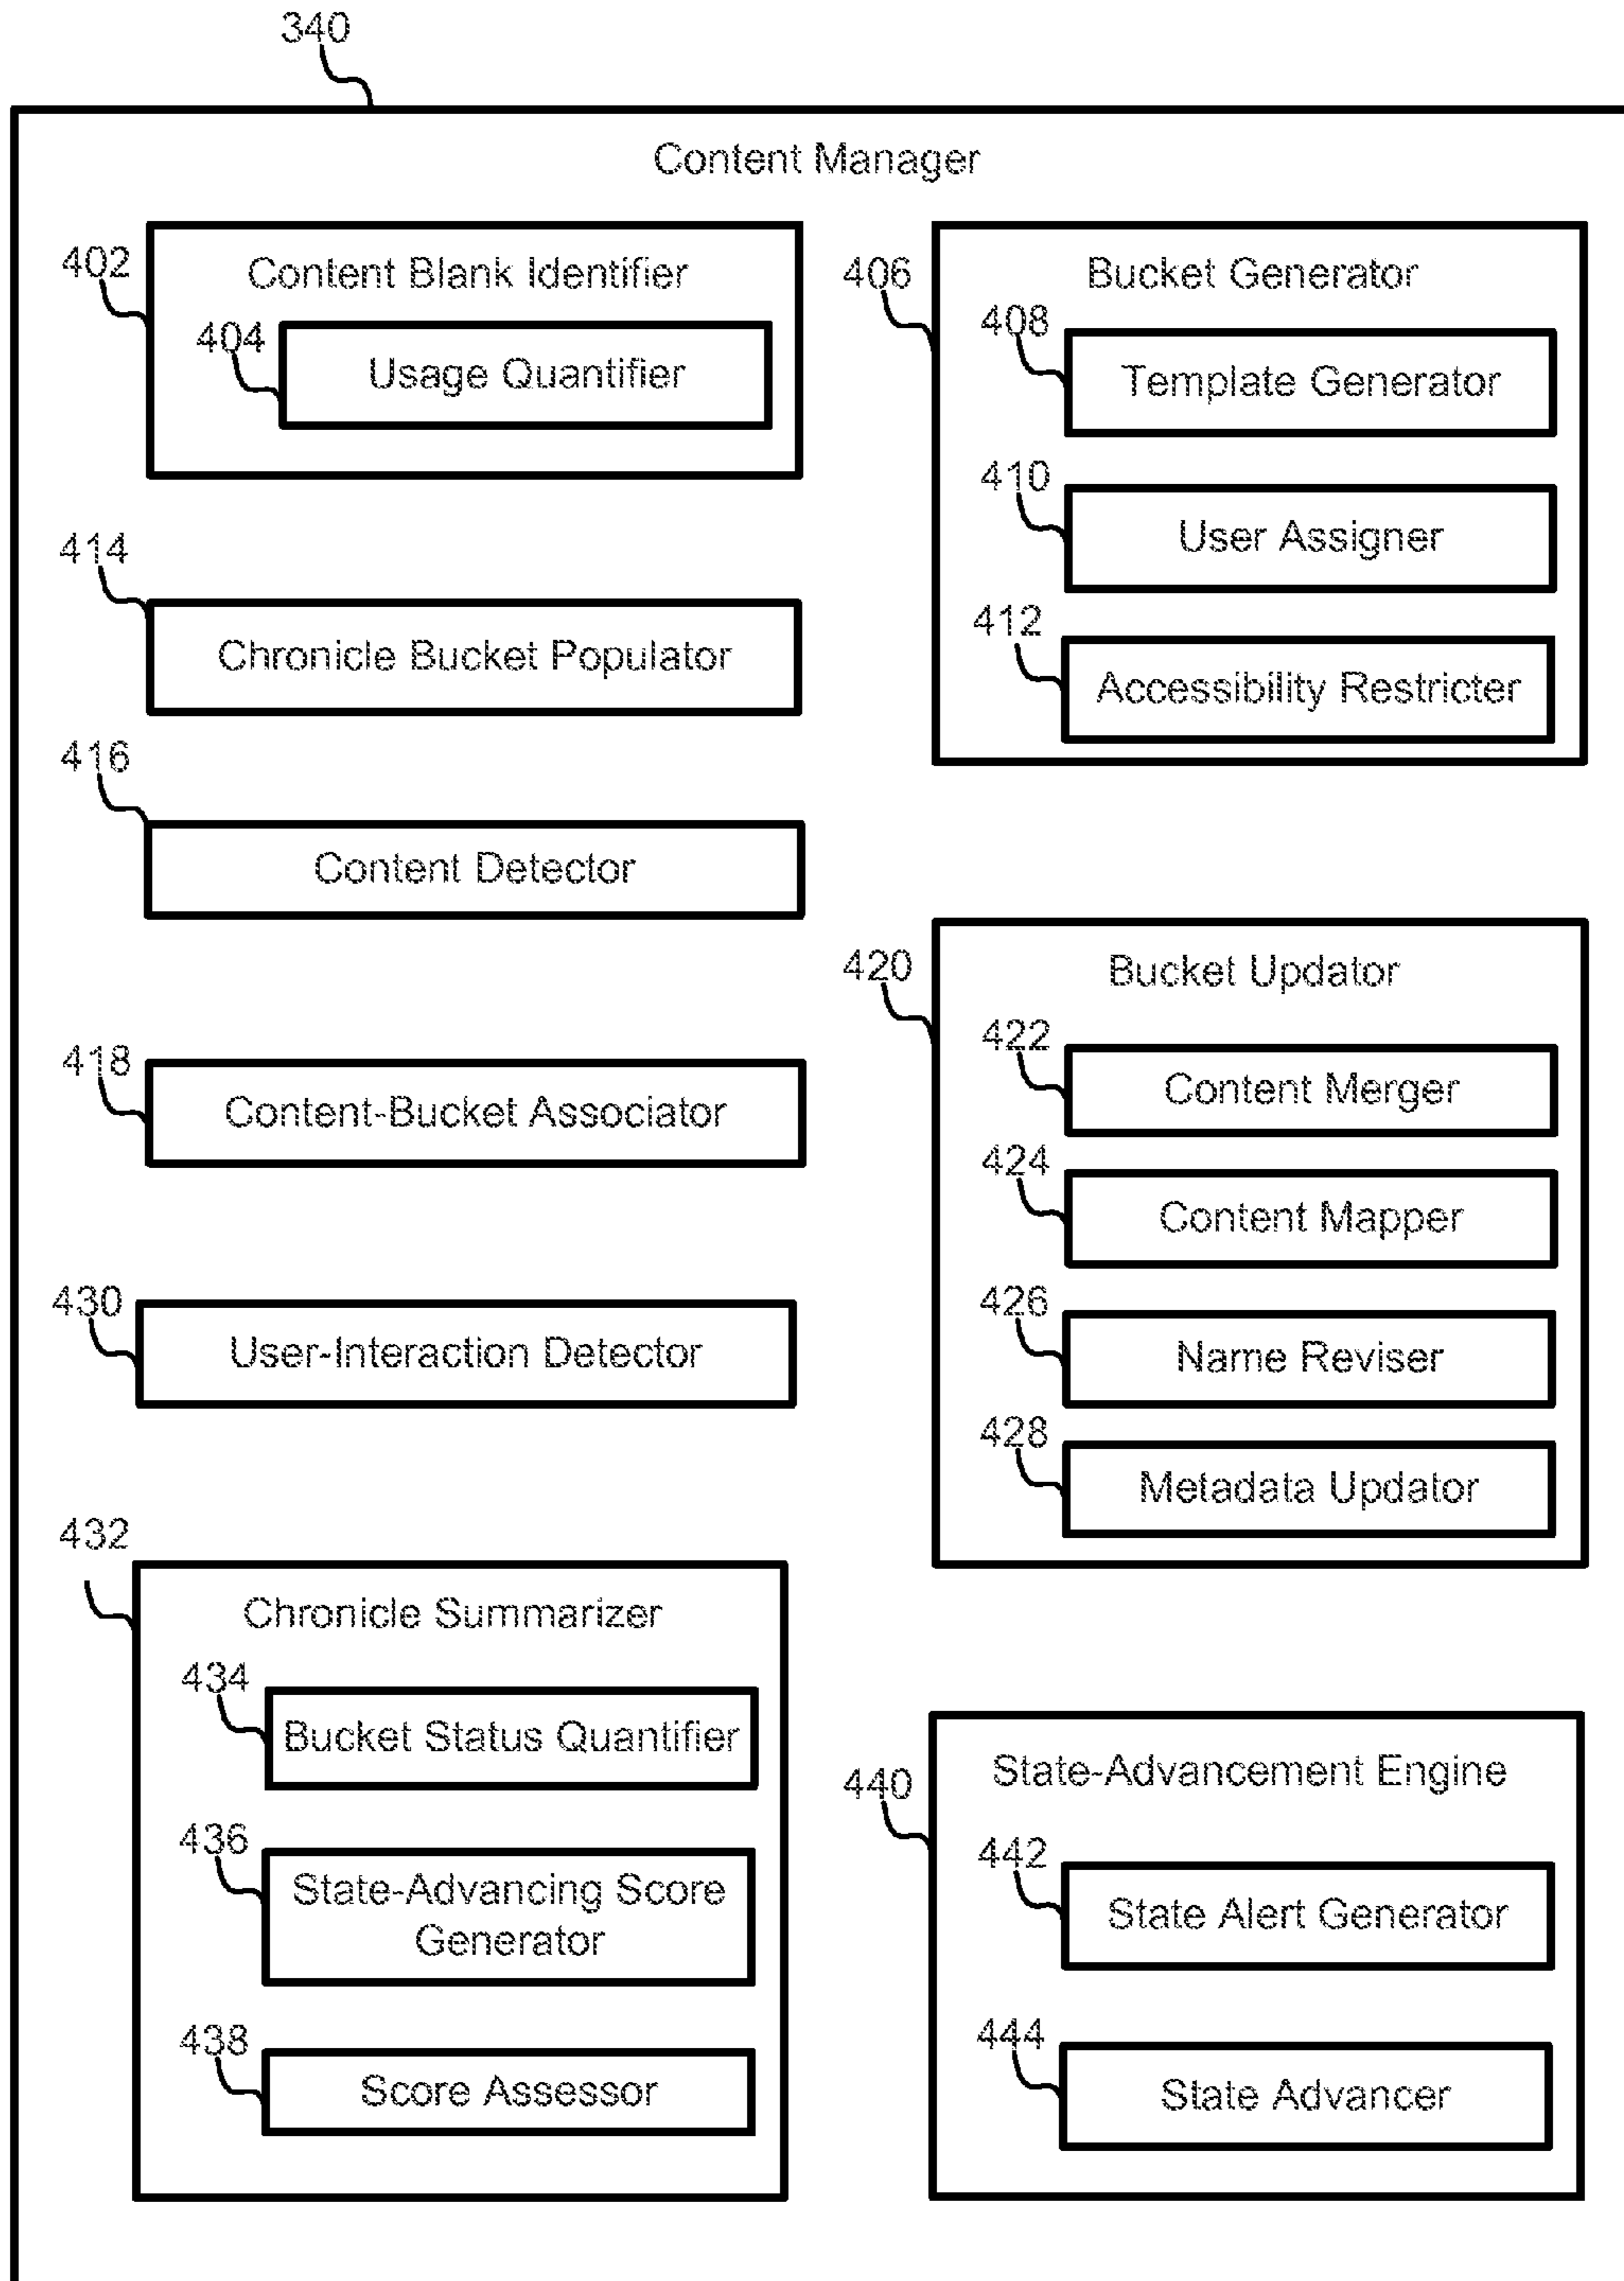 340
Content Manager
402
Content Blank Identifier
404
Usage Quantifier
406
Bucket Generator
408
Template Generator
410
User Assigner
412
Accessibility Restricter
414
Chronicle Bucket Populator
416
Content Detector
418
Content-Bucket Associator
420
Bucket Updator
422
Content Merger
424
Content Mapper
426
Name Reviser
428
Metadata Updator
430
User-Interaction Detector
432
Chronicle Summarizer
434
Bucket Status Quantifier
436
State-Advancing Score
Generator
438
Score Assessor
440
State-Advancement Engine
442
State Alert Generator
444
State Advancer